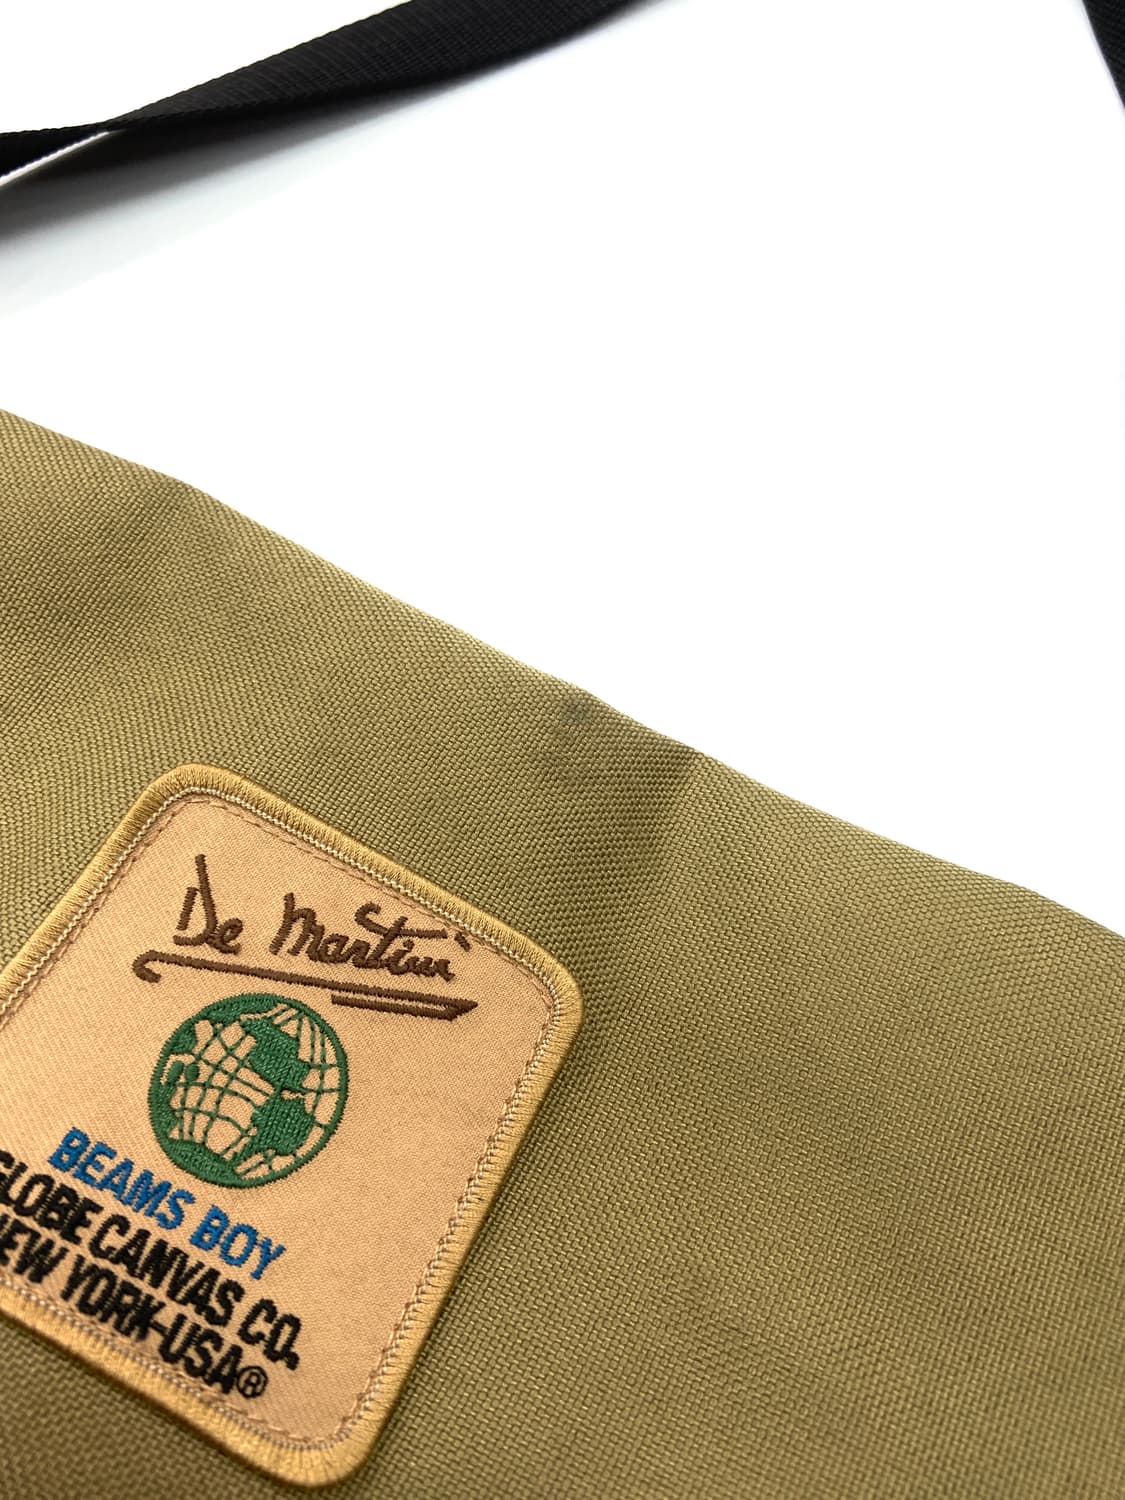 De Martini
BEAMS BOY
GLOBE CANVAS CO.
NEW YORK-USA®